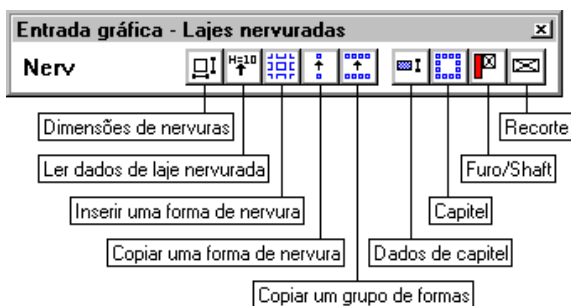 Entrada gráfica - Lajes nervuradas
Nerv
H=10
Dimensões de nervuras
Recorte
Ler dados de laje nervurada
Furo/Shaft
Inserir uma forma de nervura
Capitel
Copiar uma forma de nervura
Dados de capitel
Copiar um grupo de formas